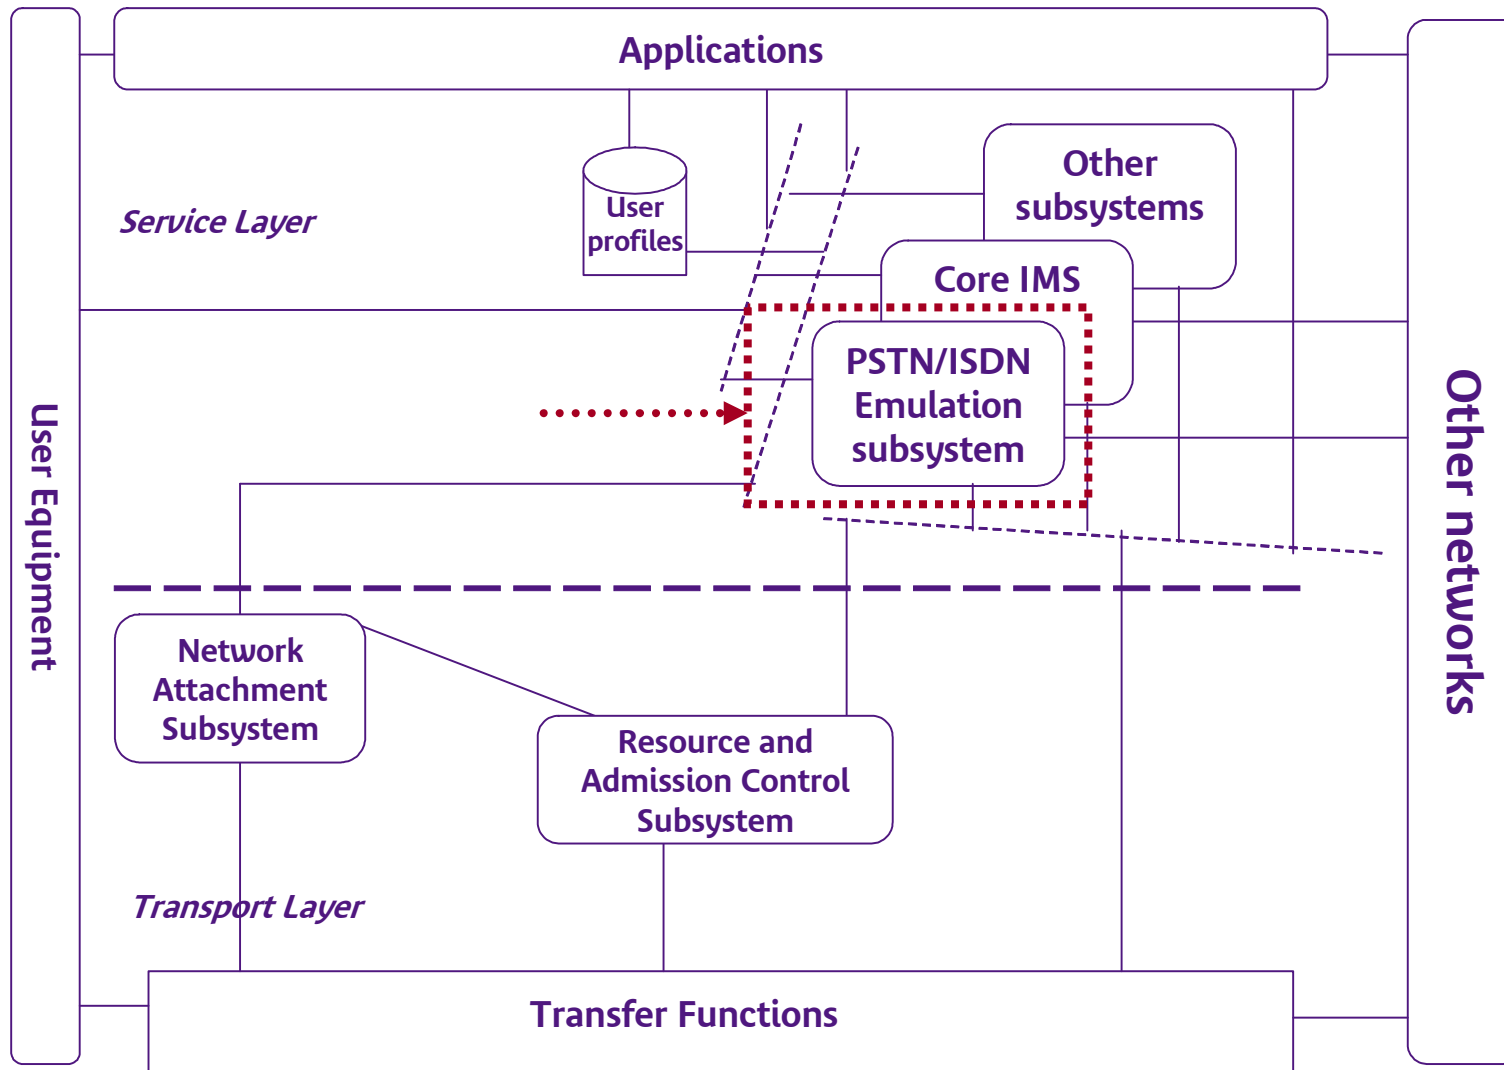 Applications
Other
subsystems
User
profiles
Service Layer
Core IMS
PSTN/ISDN
Emulation
subsystem
User Equipment
Other networks
Network
Attachment
Subsystem
Resource and
Admission Control
Subsystem
Transport Layer
Transfer Functions